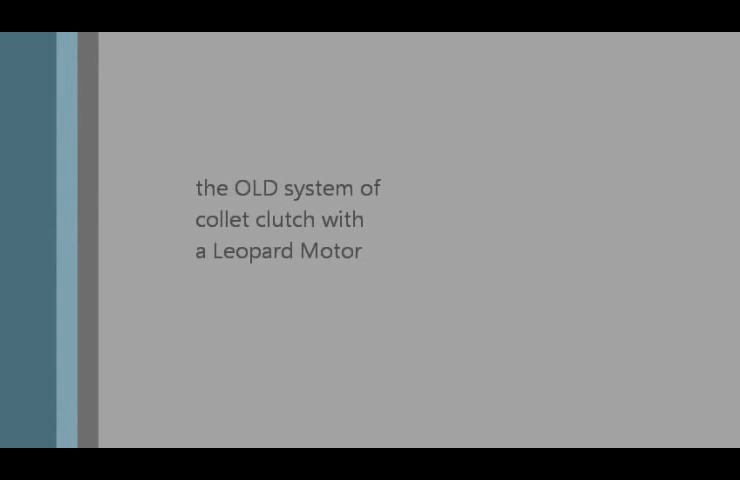 the OLD system of
collet clutch with
a Leopard Motor